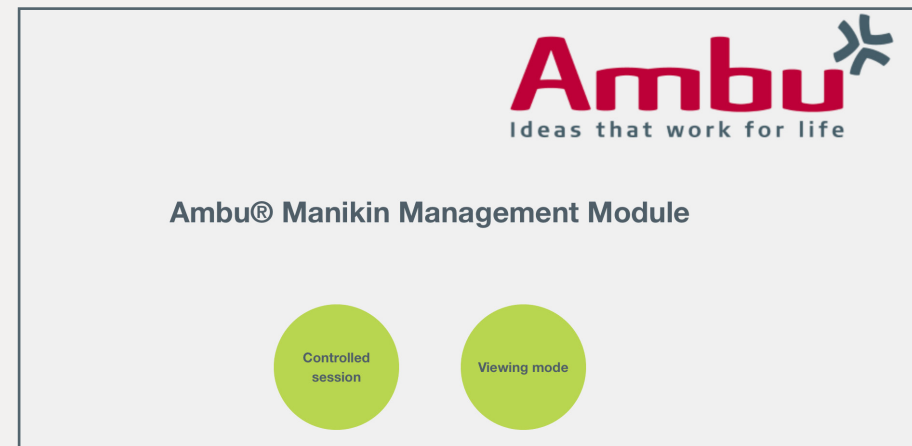 Ambu
Ideas that work for life
Ambu® Manikin Management Module
Controlled
session
Viewing mode